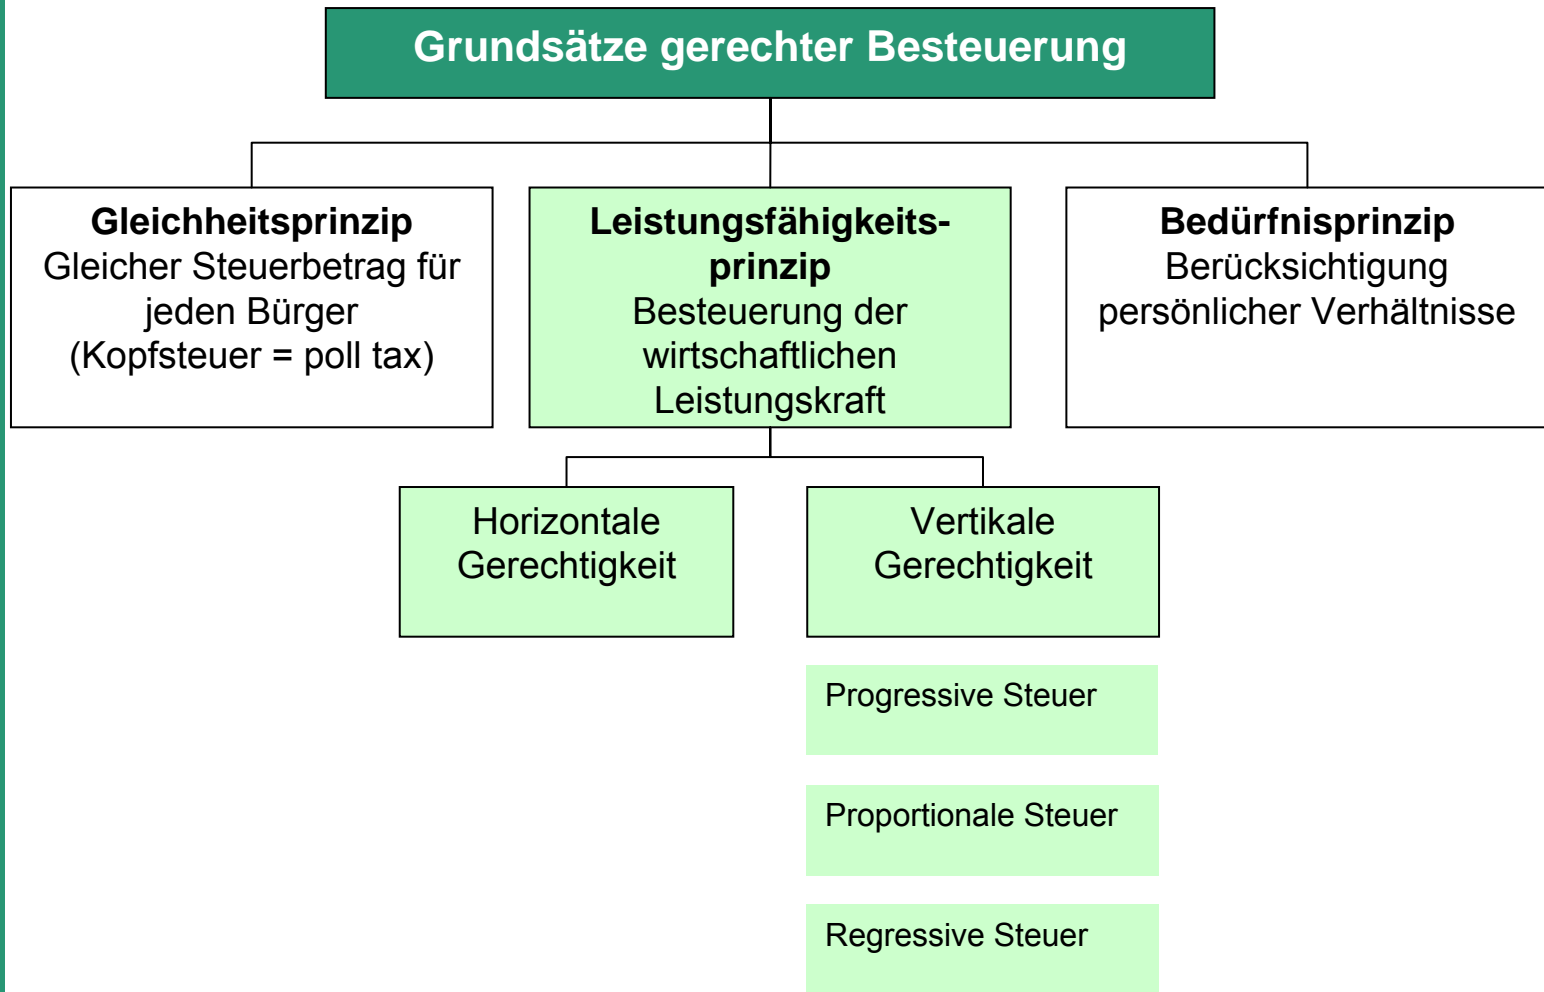 Grundsätze gerechter Besteuerung
Gleichheitsprinzip
Gleicher Steuerbetrag für
jeden Bürger
(Kopfsteuer = poll tax)
Leistungsfähigkeits-
prinzip
Besteuerung der
wirtschaftlichen
Leistungskraft
Bedürfnisprinzip
Berücksichtigung
persönlicher Verhältnisse
Horizontale
Gerechtigkeit
Vertikale
Gerechtigkeit
Progressive Steuer
Proportionale Steuer
Regressive Steuer